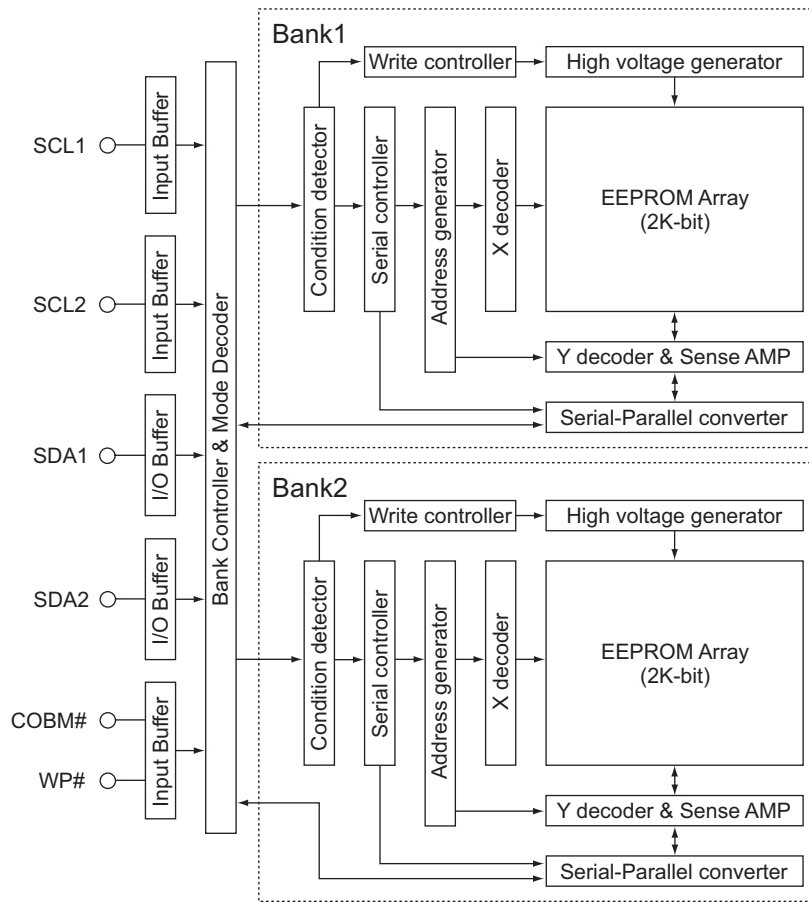 Bank1
Write controller
High voltage generator
SCL1
Input Buffer
SCL2
Input Buffer
SDA1
I/O Buffer
SDA2
I/O Buffer
COBM#
WP#
Input Buffer
Bank Controller & Mode Decoder
Condition detector
Serial controller
Address generator
X decoder
EEPROM Array
(2K-bit)
Y decoder & Sense AMP
Serial-Parallel converter
Bank2
Write controller
High voltage generator
Condition detector
Serial controller
Address generator
X decoder
EEPROM Array
(2K-bit)
Y decoder & Sense AMP
Serial-Parallel converter